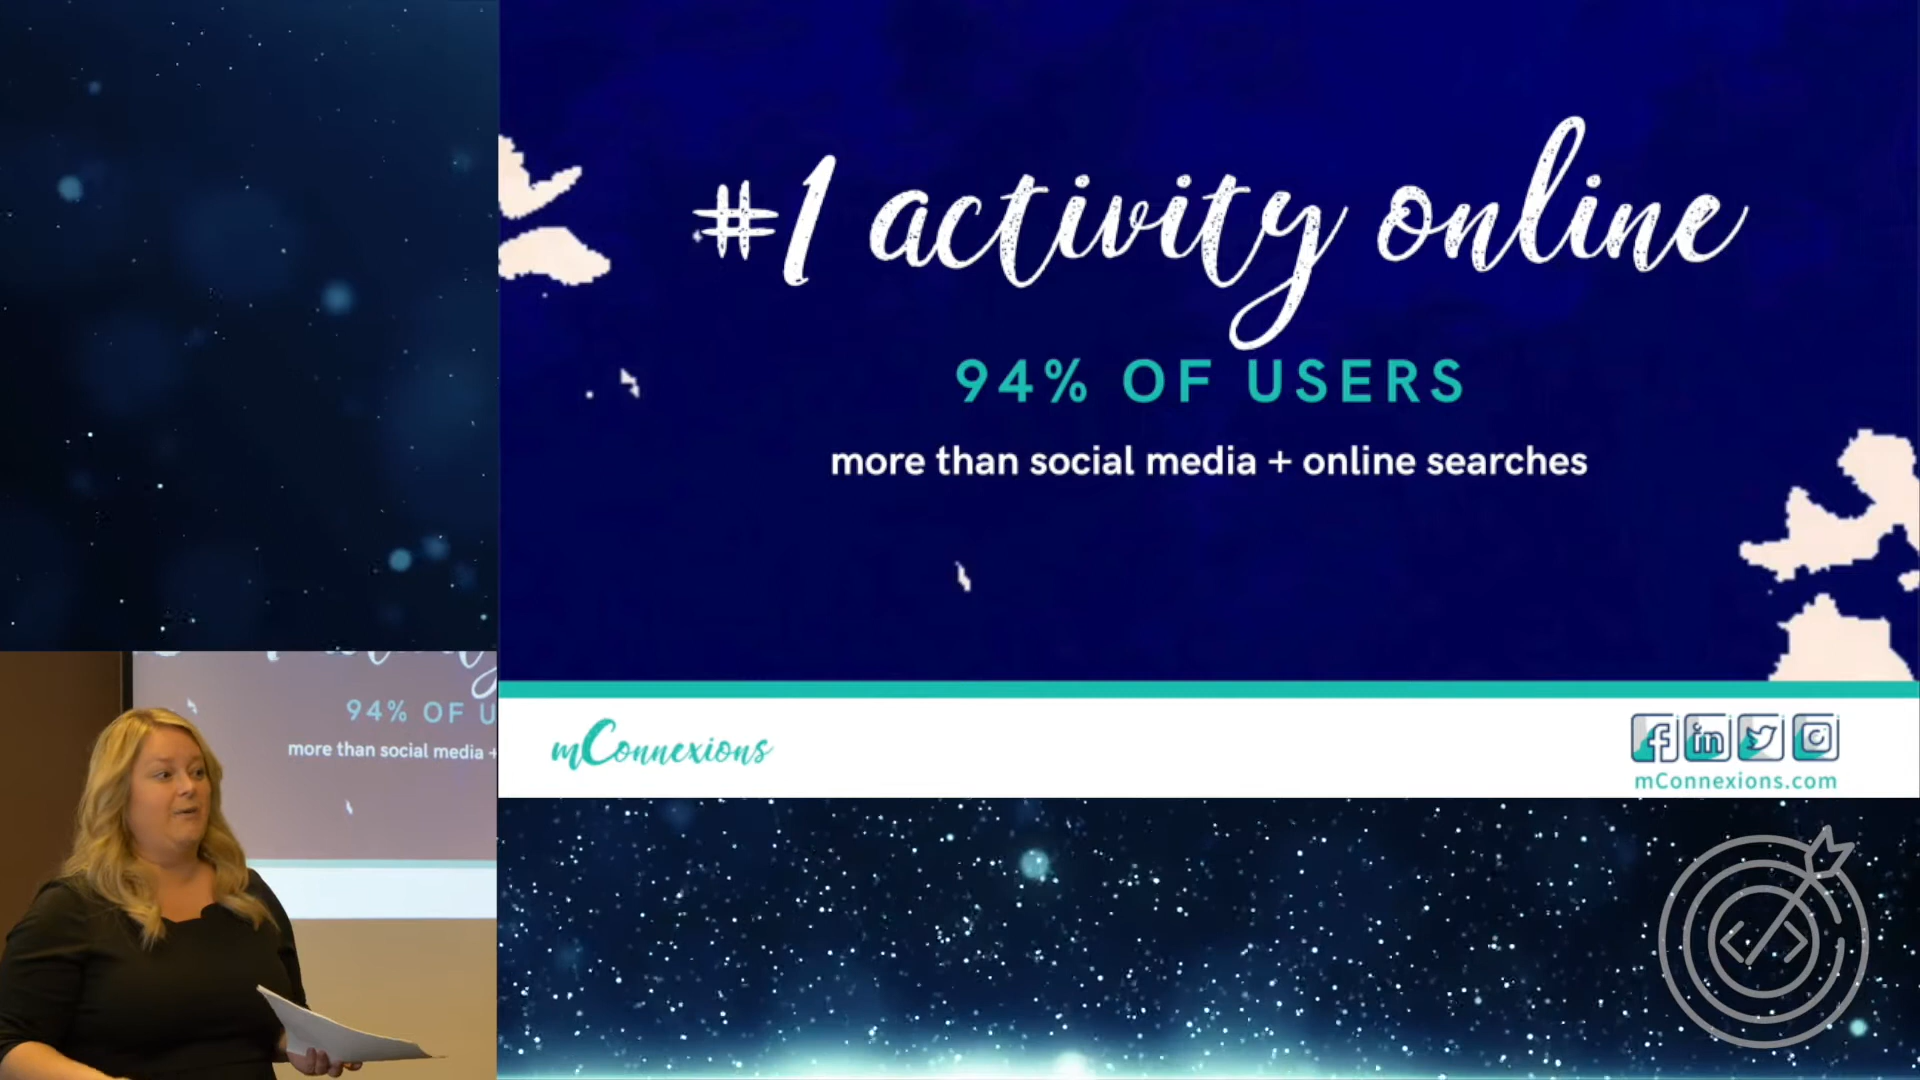 #1 activity online
94% OF USERS
more than social media + online searches
mConnexions
mConnexions.com
94% OF U
more than social media +